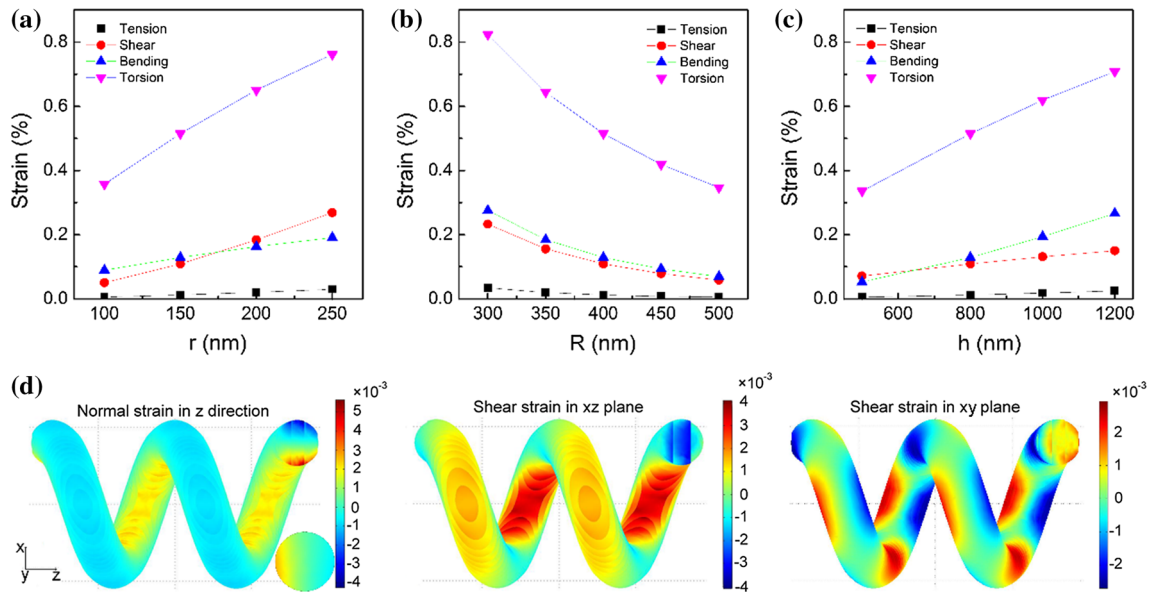 (a)
Tension
Shear
Bending
Torsion
Strain (%)
0.8
0.6
0.4
0.2
0.0
100 150 200 250
r (nm)
(b)
Tension
Shear
Bending
Torsion
Strain (%)
0.8
0.6
0.4
0.2
0.0
300 350 400 450 500
R (nm)
(c)
Tension
Shear
Bending
Torsion
Strain (%)
0.8
0.6
0.4
0.2
0.0
600 800 1000 1200
h (nm)
(d)
Normal strain in z direction
×10⁻³
5
4
3
2
1
0
-1
-2
-3
-4
x
y z
Shear strain in xz plane
×10⁻³
4
3
2
1
0
-1
-2
-3
-4
Shear strain in xy plane
×10⁻³
2
1
0
-1
-2